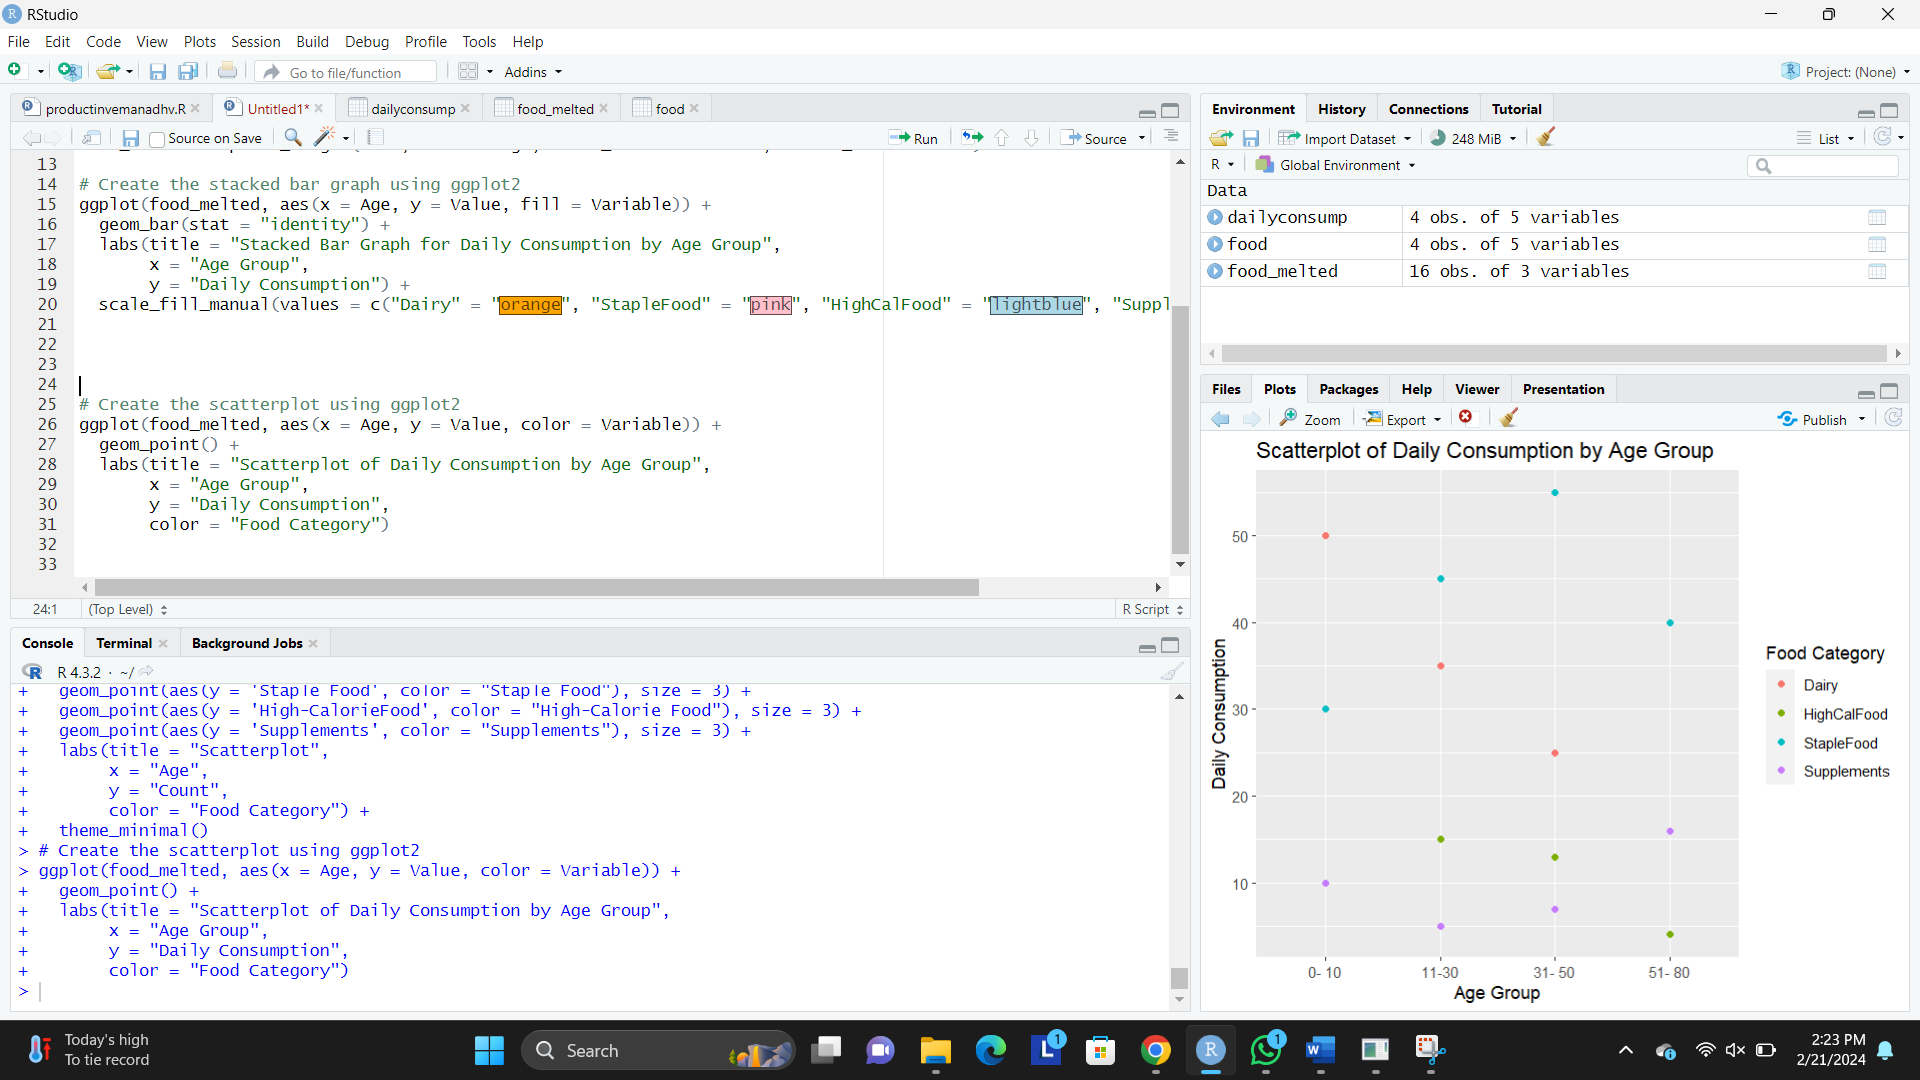 RStudio
File Edit Code View Plots Session Build Debug Profile Tools Help
Go to file/function Addins Project: (None)
productinvemanadhv.R Untitled1* dailyconsump food_melted food
Source on Save Run Source
13
14 # Create the stacked bar graph using ggplot2
15 ggplot(food_melted, aes(x = Age, y = Value, fill = Variable)) +
16 geom_bar(stat = "identity") +
17 labs(title = "Stacked Bar Graph for Daily Consumption by Age Group",
18 x = "Age Group",
19 y = "Daily Consumption") +
20 scale_fill_manual(values = c("Dairy" = "orange", "StapleFood" = "pink", "HighCalFood" = "lightblue", "Suppl
21
22
23
24
25 # Create the scatterplot using ggplot2
26 ggplot(food_melted, aes(x = Age, y = Value, color = Variable)) +
27 geom_point() +
28 labs(title = "Scatterplot of Daily Consumption by Age Group",
29 x = "Age Group",
30 y = "Daily Consumption",
31 color = "Food Category")
32
33
24:1 (Top Level) R Script
Console Terminal Background Jobs
R 4.3.2 · ~/
+ geom_point(aes(y = 'Staple Food', color = "Staple Food"), size = 3) +
+ geom_point(aes(y = 'High-CalorieFood', color = "High-Calorie Food"), size = 3) +
+ geom_point(aes(y = 'Supplements', color = "Supplements"), size = 3) +
+ labs(title = "Scatterplot",
+ x = "Age",
+ y = "Count",
+ color = "Food Category") +
+ theme_minimal()
> # Create the scatterplot using ggplot2
> ggplot(food_melted, aes(x = Age, y = Value, color = Variable)) +
+ geom_point() +
+ labs(title = "Scatterplot of Daily Consumption by Age Group",
+ x = "Age Group",
+ y = "Daily Consumption",
+ color = "Food Category")
>
Environment History Connections Tutorial
Import Dataset 248 MiB List
R Global Environment
Data
dailyconsump 4 obs. of 5 variables
food 4 obs. of 5 variables
food_melted 16 obs. of 3 variables
Files Plots Packages Help Viewer Presentation
Zoom Export Publish
Scatterplot of Daily Consumption by Age Group
Daily Consumption
50
40
30
20
10
0- 10 11-30 31- 50 51- 80
Age Group
Food Category
Dairy
HighCalFood
StapleFood
Supplements
Today's high
To tie record
Search
1
1
2:23 PM
2/21/2024